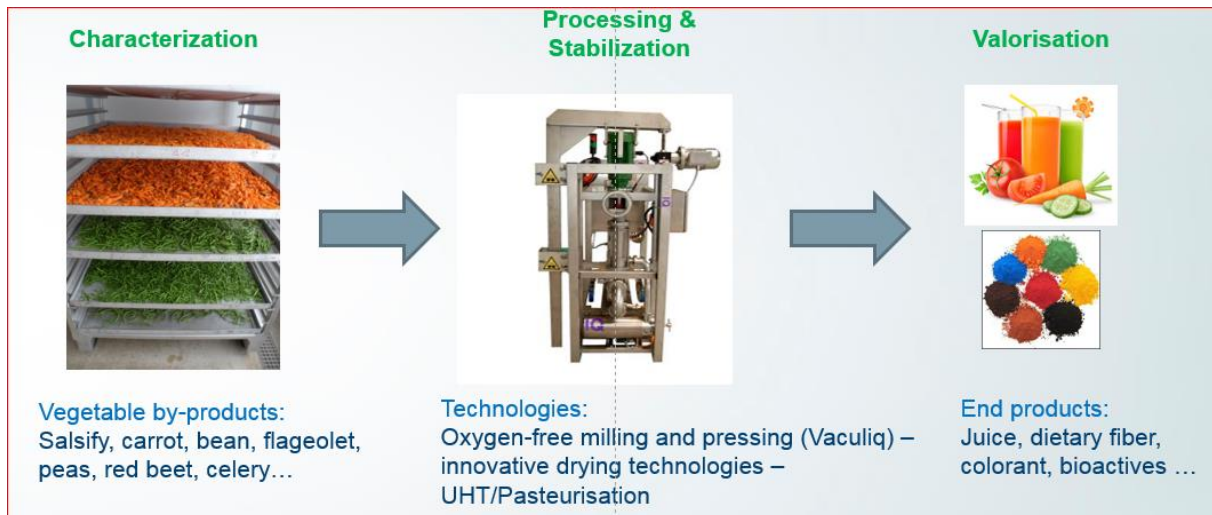 Characterization
Processing &
Stabilization
Valorisation
IQ
Vegetable by-products:
Salsify, carrot, bean, flageolet,
peas, red beet, celery…
Technologies:
Oxygen-free milling and pressing (Vaculiq) –
innovative drying technologies –
UHT/Pasteurisation
End products:
Juice, dietary fiber,
colorant, bioactives …